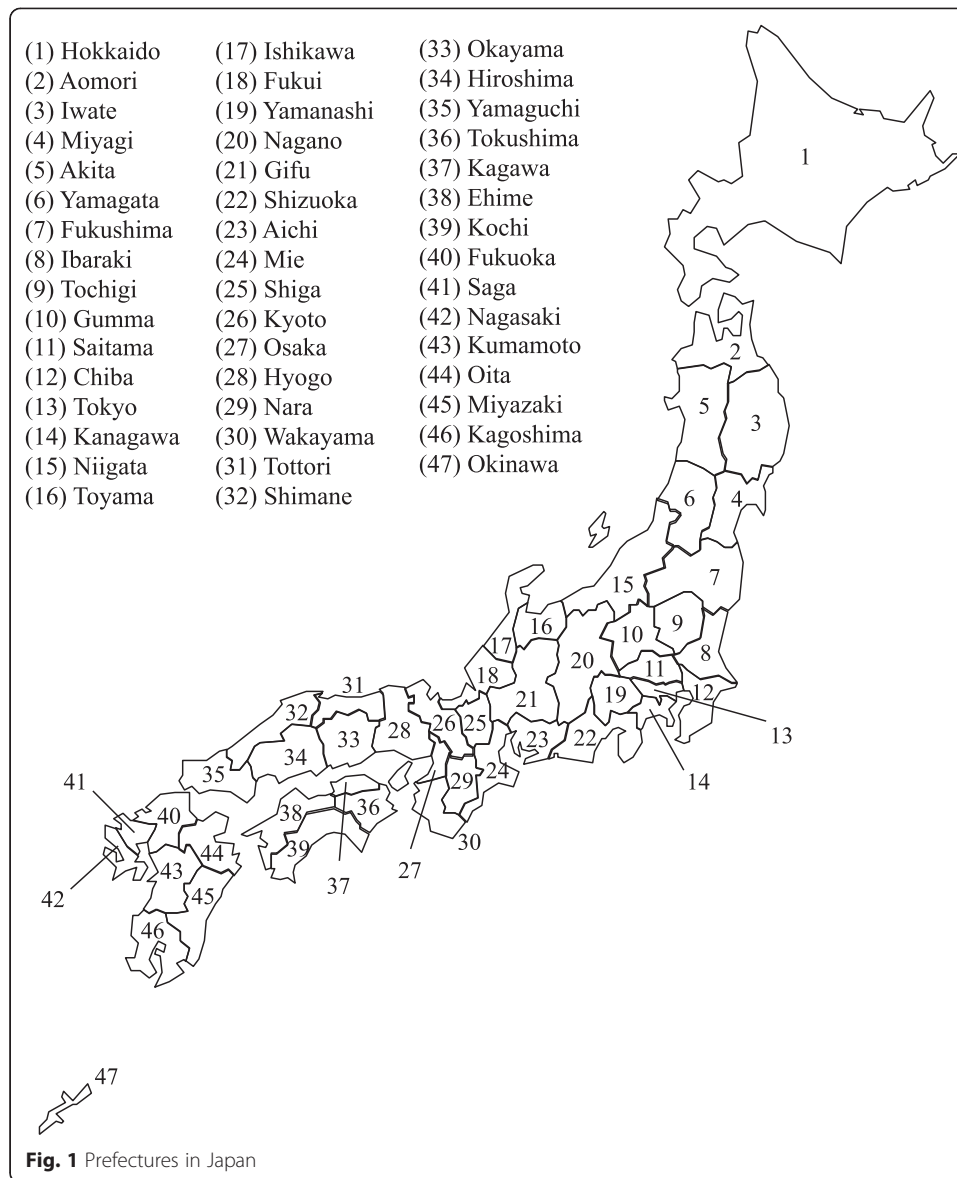 (1) Hokkaido
(2) Aomori
(3) Iwate
(4) Miyagi
(5) Akita
(6) Yamagata
(7) Fukushima
(8) Ibaraki
(9) Tochigi
(10) Gumma
(11) Saitama
(12) Chiba
(13) Tokyo
(14) Kanagawa
(15) Niigata
(16) Toyama
(17) Ishikawa
(18) Fukui
(19) Yamanashi
(20) Nagano
(21) Gifu
(22) Shizuoka
(23) Aichi
(24) Mie
(25) Shiga
(26) Kyoto
(27) Osaka
(28) Hyogo
(29) Nara
(30) Wakayama
(31) Tottori
(32) Shimane
(33) Okayama
(34) Hiroshima
(35) Yamaguchi
(36) Tokushima
(37) Kagawa
(38) Ehime
(39) Kochi
(40) Fukuoka
(41) Saga
(42) Nagasaki
(43) Kumamoto
(44) Oita
(45) Miyazaki
(46) Kagoshima
(47) Okinawa
1
2
5
3
6
4
15
7
16
10
9
17
11
8
20
18
31
19
12
32
21
26
25
28
13
33
23
22
34
14
35
24
29
41
40
38
36
30
44
39
43
37
27
42
45
46
47
Fig. 1 Prefectures in Japan